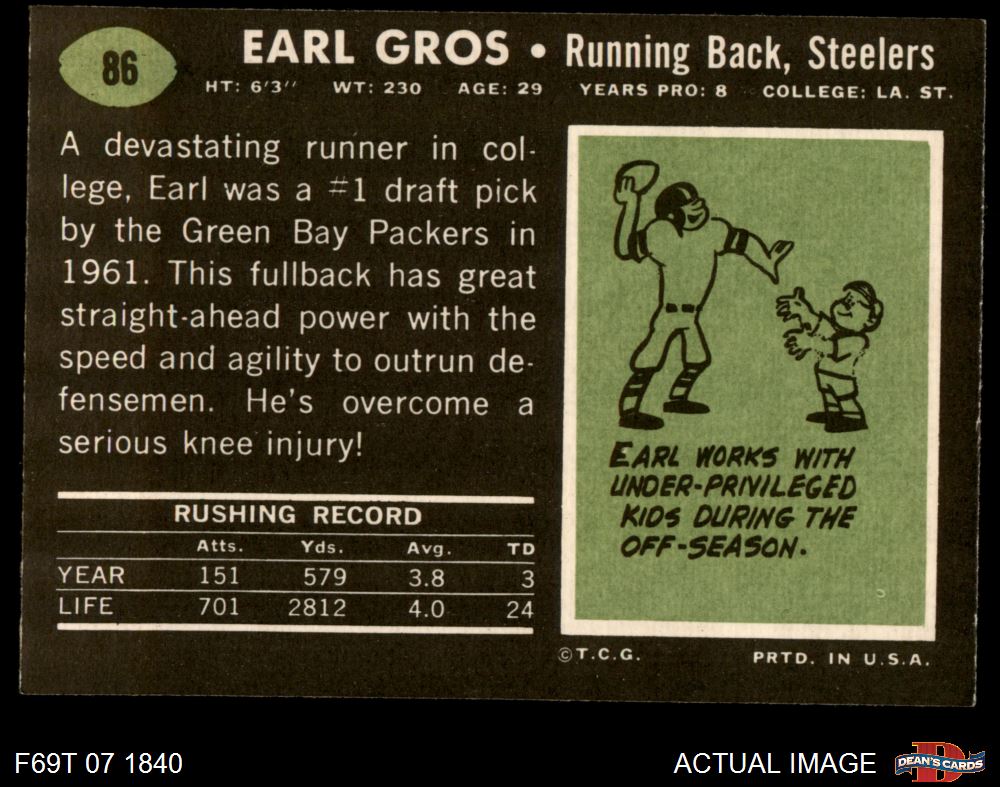 86
EARL GROS • Running Back, Steelers
HT: 6'3" WT: 230 AGE: 29 YEARS PRO: 8 COLLEGE: LA. ST.
A devastating runner in col-
lege, Earl was a #1 draft pick
by the Green Bay Packers in
1961. This fullback has great
straight-ahead power with the
speed and agility to outrun de-
fensemen. He's overcome a
serious knee injury!
RUSHING RECORD
Atts. Yds. Avg. TD
YEAR 151 579 3.8 3
LIFE 701 2812 4.0 24
EARL WORKS WITH
UNDER-PRIVILEGED
KIDS DURING THE
OFF-SEASON.
©T.C.G. PRTD. IN U.S.A.
F69T 07 1840 ACTUAL IMAGE DEAN'S CARDS